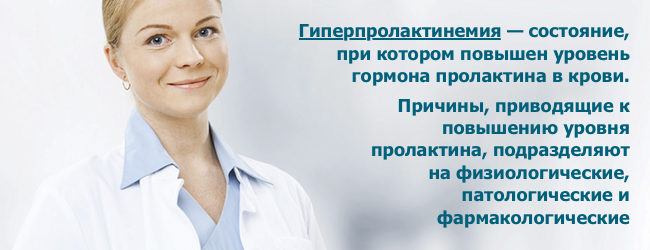 Гиперпролактинемия — состояние,
при котором повышен уровень
гормона пролактина в крови.
Причины, приводящие к
повышению уровня
пролактина, подразделяют
на физиологические,
патологические и
фармакологические